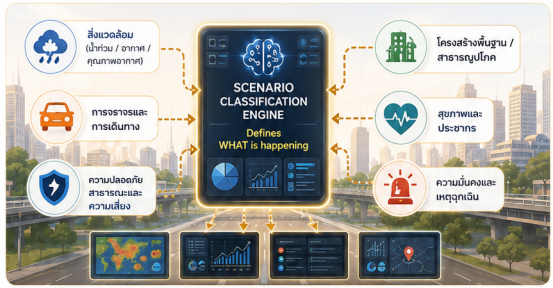 สิ่งแวดล้อม
(น้ำท่วม / อากาศ /
คุณภาพอากาศ)
การจราจรและ
การเดินทาง
ความปลอดภัย
สาธารณะและ
ความเสี่ยง
SCENARIO
CLASSIFICATION
ENGINE
Defines
WHAT is happening
โครงสร้างพื้นฐาน /
สาธารณูปโภค
สุขภาพและ
ประชากร
ความมั่นคงและ
เหตุฉุกเฉิน